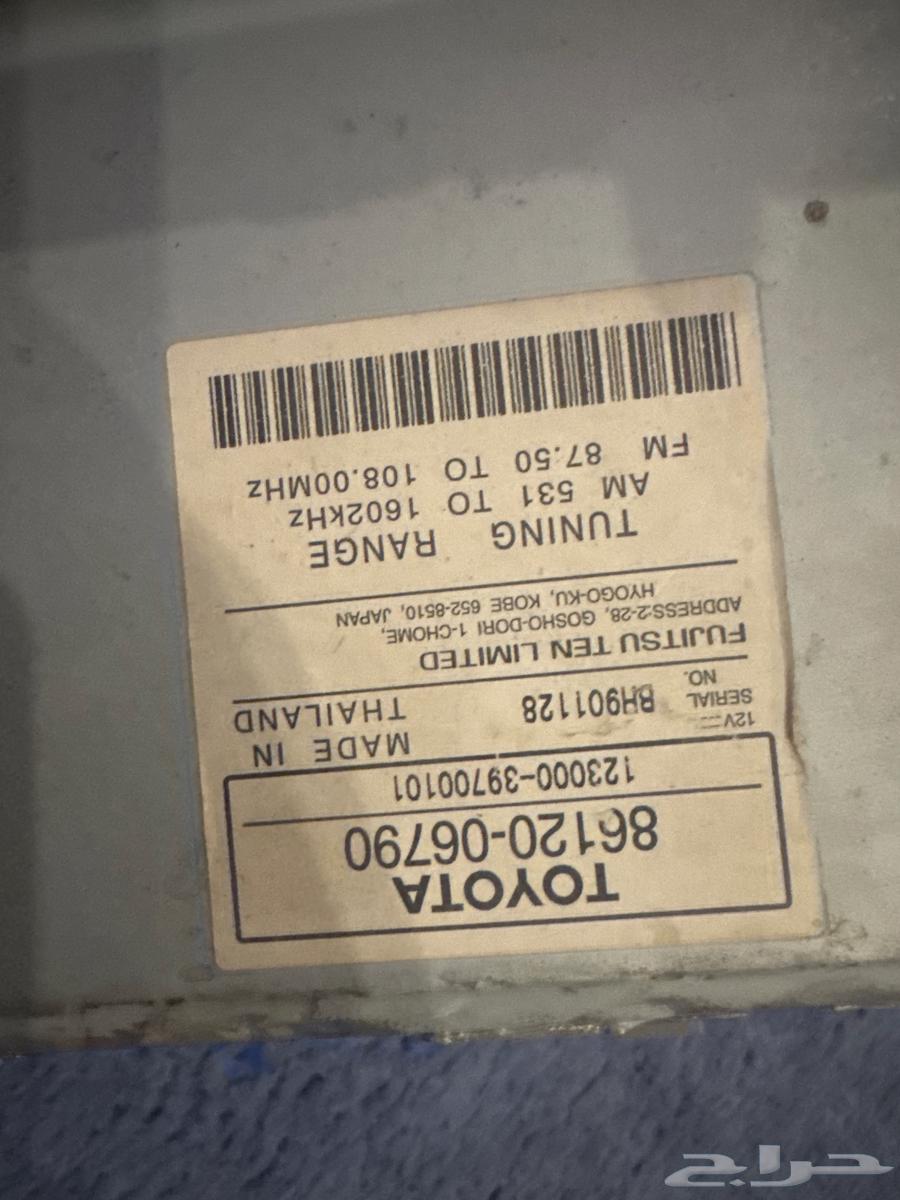 TOYOTA
86120-06790
123000-39700101
12V
SERIAL NO. BH901128
MADE IN THAILAND
FUJITSU TEN LIMITED
ADDRESS:2-28, GOSHO-DORI 1-CHOME,
HYOGO-KU, KOBE 652-8510, JAPAN
TUNING RANGE
AM 531 TO 1602kHz
FM 87.50 TO 108.00MHz
حراج